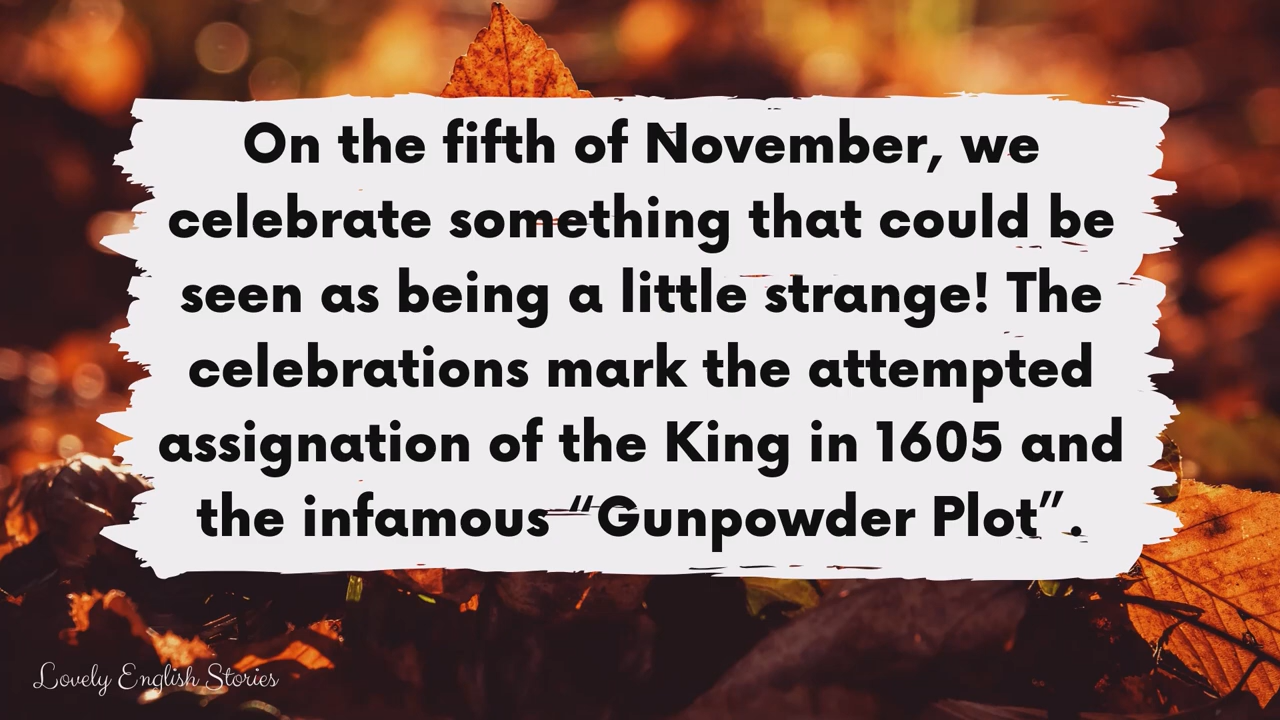 On the fifth of November, we
celebrate something that could be
seen as being a little strange! The
celebrations mark the attempted
assignation of the King in 1605 and
the infamous “Gunpowder Plot”.
Lovely English Stories